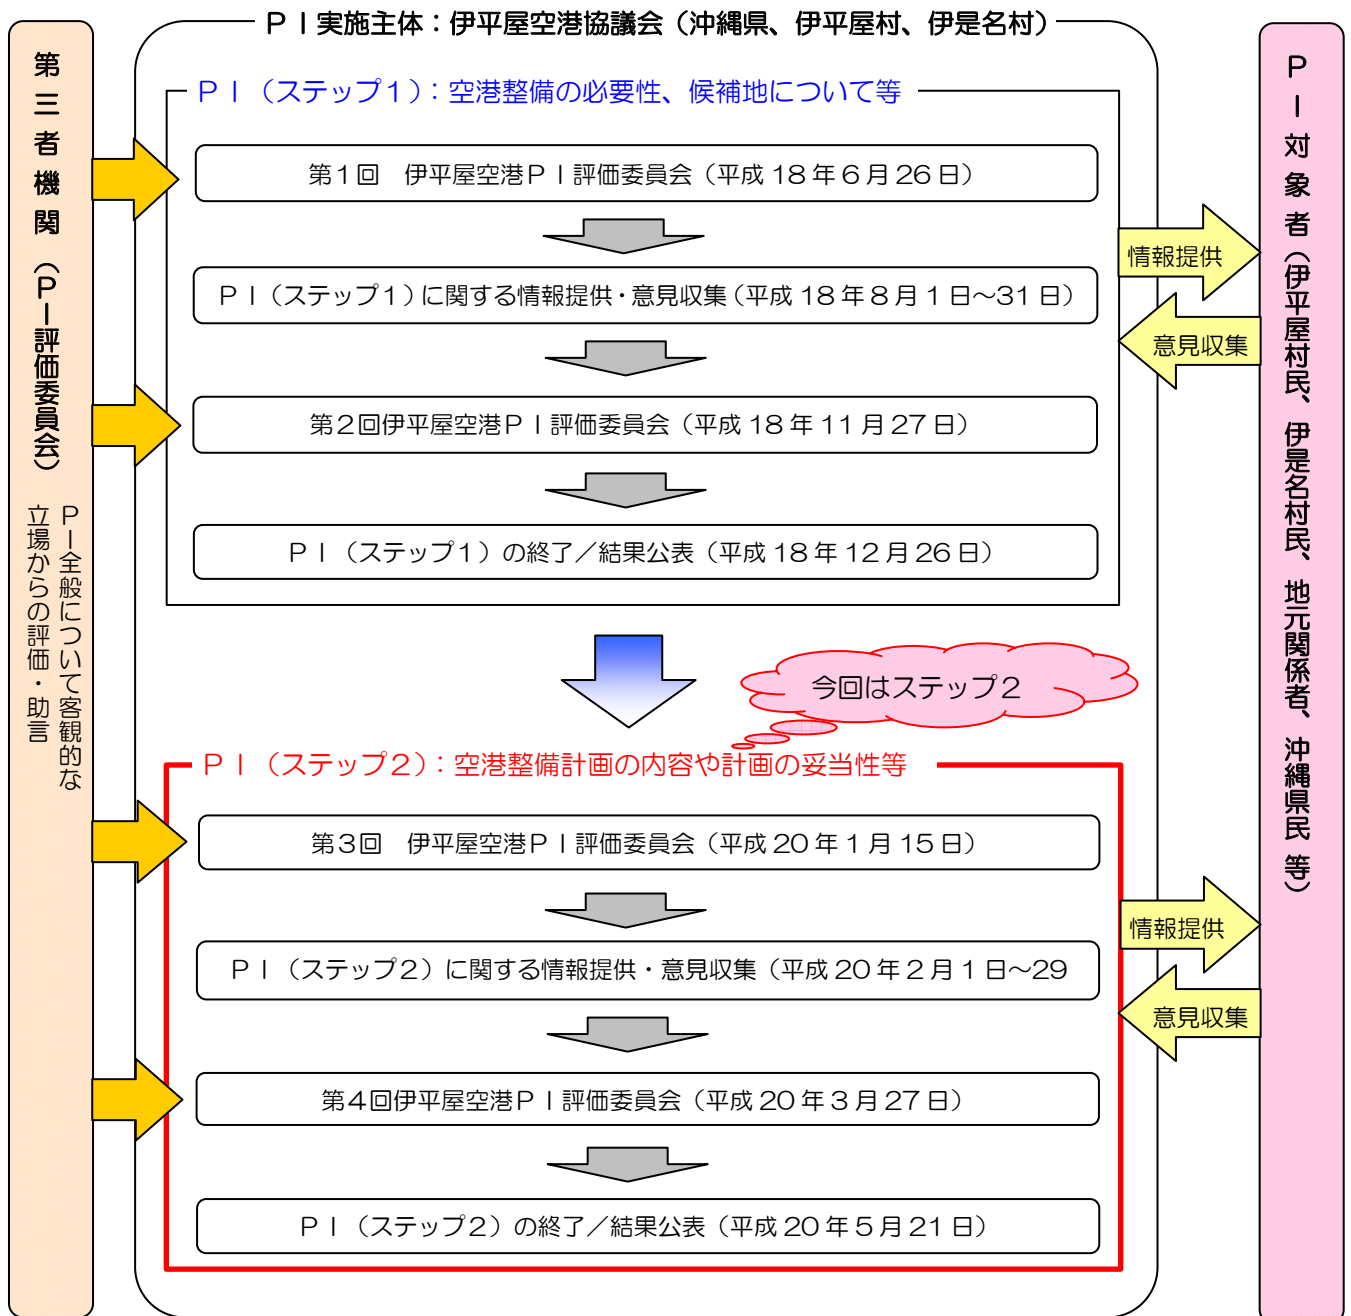 PI実施主体：伊平屋空港協議会（沖縄県、伊平屋村、伊是名村）
第三者機関（PI評価委員会）
PI全般について客観的な
立場からの評価・助言
PI（ステップ1）：空港整備の必要性、候補地について等
第1回　伊平屋空港PI評価委員会（平成18年6月26日）
PI（ステップ1）に関する情報提供・意見収集（平成18年8月1日～31日）
第2回伊平屋空港PI評価委員会（平成18年11月27日）
PI（ステップ1）の終了／結果公表（平成18年12月26日）
情報提供
意見収集
PI対象者（伊平屋村民、伊是名村民、地元関係者、沖縄県民 等）
今回はステップ2
PI（ステップ2）：空港整備計画の内容や計画の妥当性等
第3回　伊平屋空港PI評価委員会（平成20年1月15日）
PI（ステップ2）に関する情報提供・意見収集（平成20年2月1日～29
第4回伊平屋空港PI評価委員会（平成20年3月27日）
PI（ステップ2）の終了／結果公表（平成20年5月21日）
情報提供
意見収集